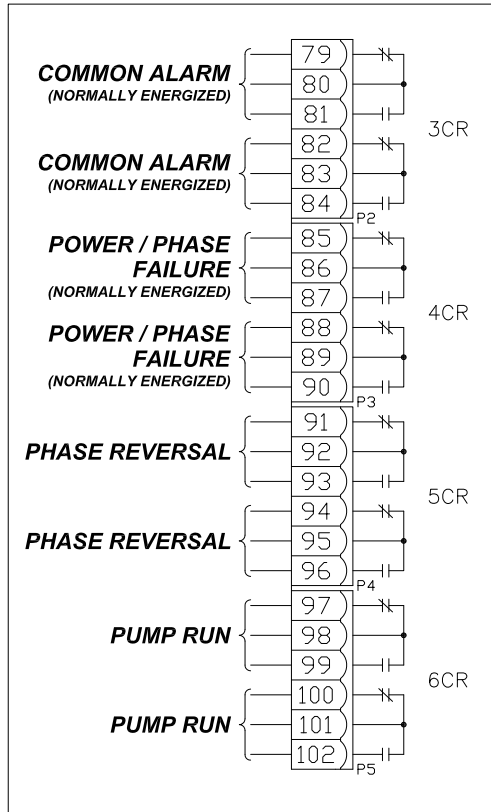 COMMON ALARM
(NORMALLY ENERGIZED)
79
80
81
3CR
COMMON ALARM
(NORMALLY ENERGIZED)
82
83
84
P2
POWER / PHASE
FAILURE
(NORMALLY ENERGIZED)
85
86
87
4CR
POWER / PHASE
FAILURE
(NORMALLY ENERGIZED)
88
89
90
P3
PHASE REVERSAL
91
92
93
5CR
PHASE REVERSAL
94
95
96
P4
PUMP RUN
97
98
99
6CR
PUMP RUN
100
101
102
P5